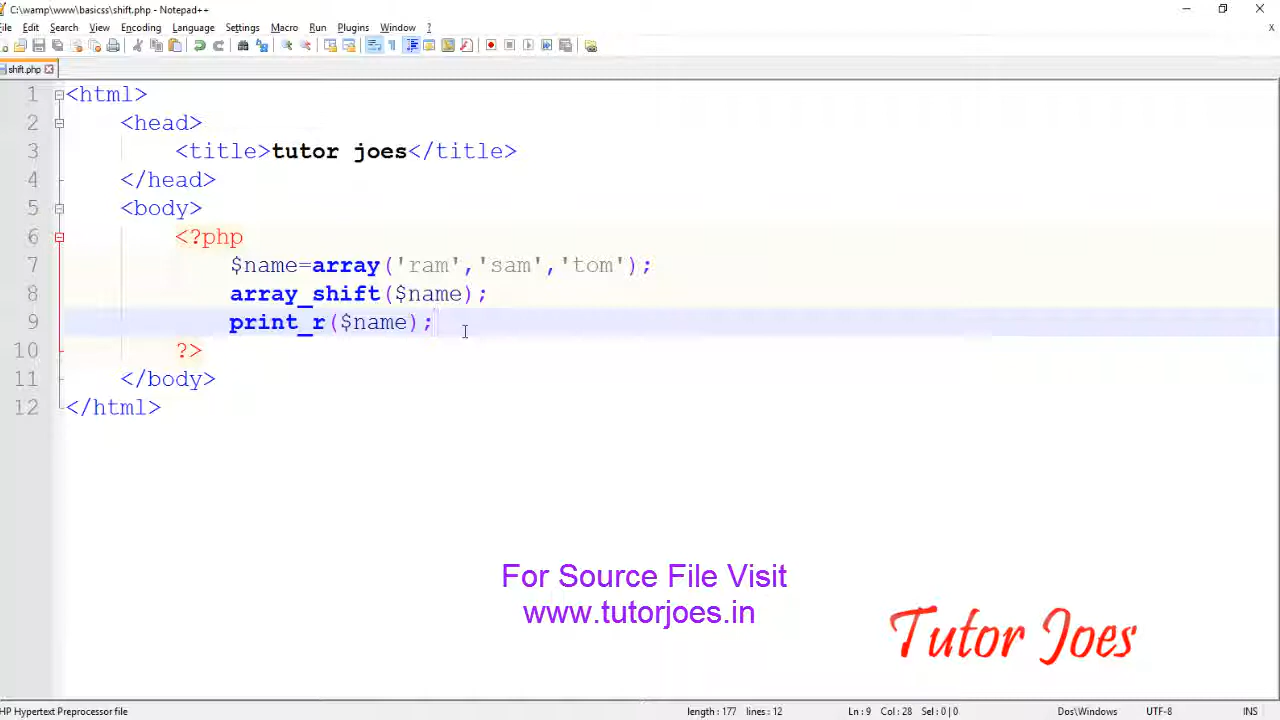 C:\wamp\www\basicss\shift.php - Notepad++
File Edit Search View Encoding Language Settings Macro Run Plugins Window ?
shift.php
1 <html>
2 <head>
3 <title>tutor joes</title>
4 </head>
5 <body>
6 <?php
7 $name=array('ram','sam','tom');
8 array_shift($name);
9 print_r($name);
10 ?>
11 </body>
12 </html>
For Source File Visit
www.tutorjoes.in
Tutor Joes
HP Hypertext Preprocessor file length : 177 lines : 12 Ln : 9 Col : 28 Sel : 0 | 0 Dos\Windows UTF-8 INS